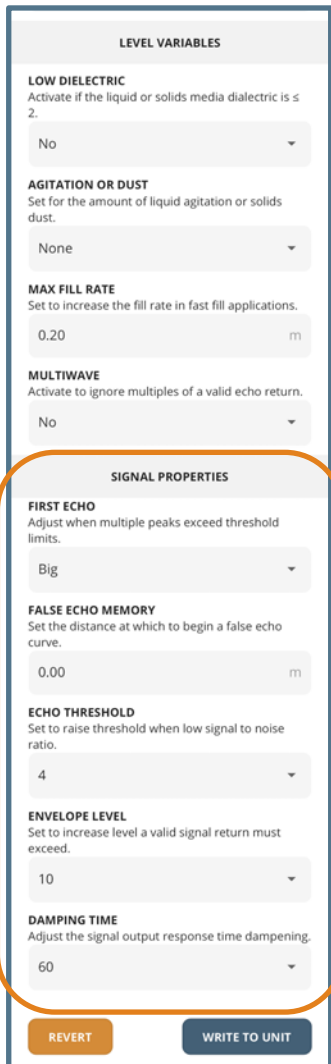 LEVEL VARIABLES
LOW DIELECTRIC
Activate if the liquid or solids media dialectric is ≤
2.
No
AGITATION OR DUST
Set for the amount of liquid agitation or solids
dust.
None
MAX FILL RATE
Set to increase the fill rate in fast fill applications.
0.20 m
MULTIWAVE
Activate to ignore multiples of a valid echo return.
No
SIGNAL PROPERTIES
FIRST ECHO
Adjust when multiple peaks exceed threshold
limits.
Big
FALSE ECHO MEMORY
Set the distance at which to begin a false echo
curve.
0.00 m
ECHO THRESHOLD
Set to raise threshold when low signal to noise
ratio.
4
ENVELOPE LEVEL
Set to increase level a valid signal return must
exceed.
10
DAMPING TIME
Adjust the signal output response time dampening.
60
REVERT WRITE TO UNIT